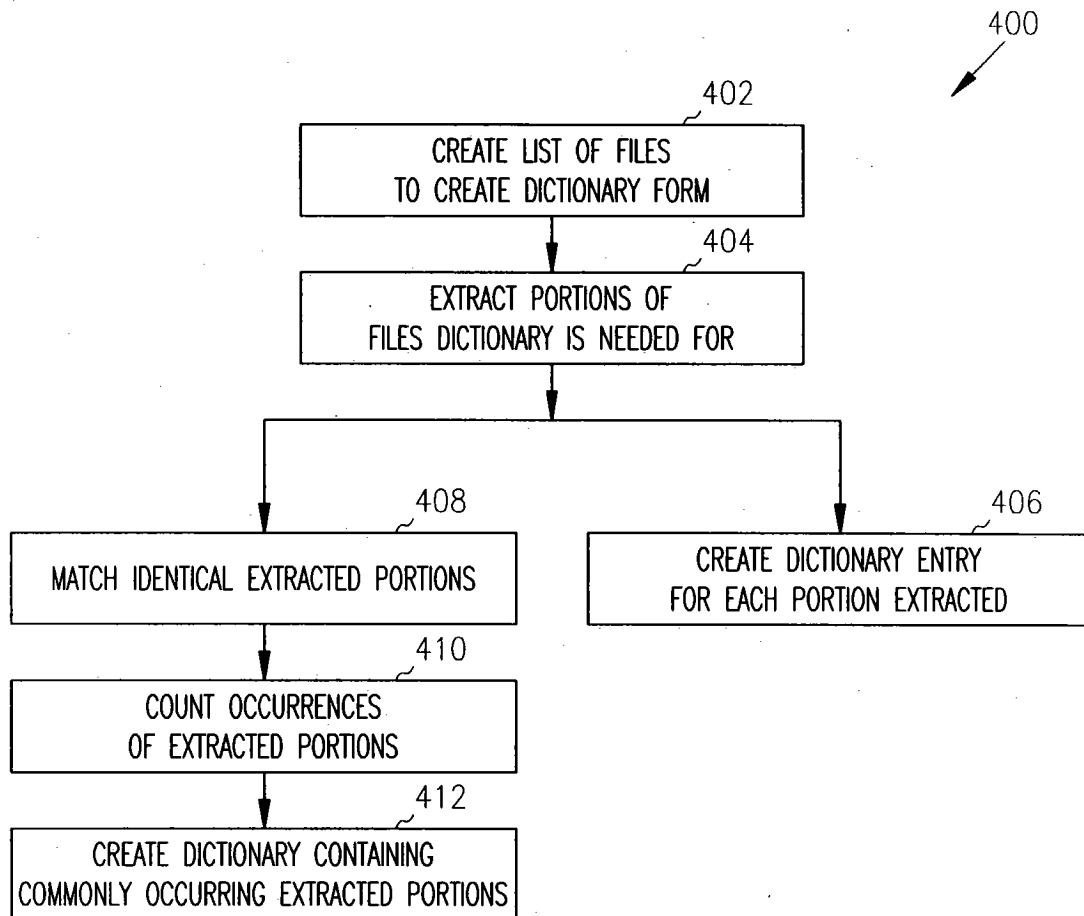 400
402
CREATE LIST OF FILES
TO CREATE DICTIONARY FORM
404
EXTRACT PORTIONS OF
FILES DICTIONARY IS NEEDED FOR
408
MATCH IDENTICAL EXTRACTED PORTIONS
406
CREATE DICTIONARY ENTRY
FOR EACH PORTION EXTRACTED
410
COUNT OCCURRENCES
OF EXTRACTED PORTIONS
412
CREATE DICTIONARY CONTAINING
COMMONLY OCCURRING EXTRACTED PORTIONS